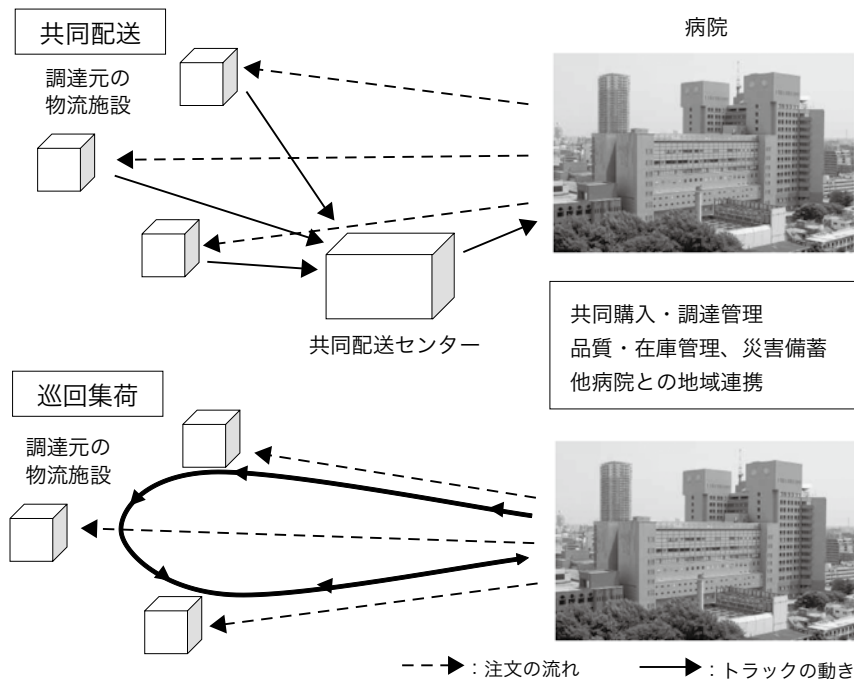 共同配送
病院
調達元の
物流施設
共同配送センター
共同購入・調達管理
品質・在庫管理、災害備蓄
他病院との地域連携
巡回集荷
調達元の
物流施設
：注文の流れ
：トラックの動き